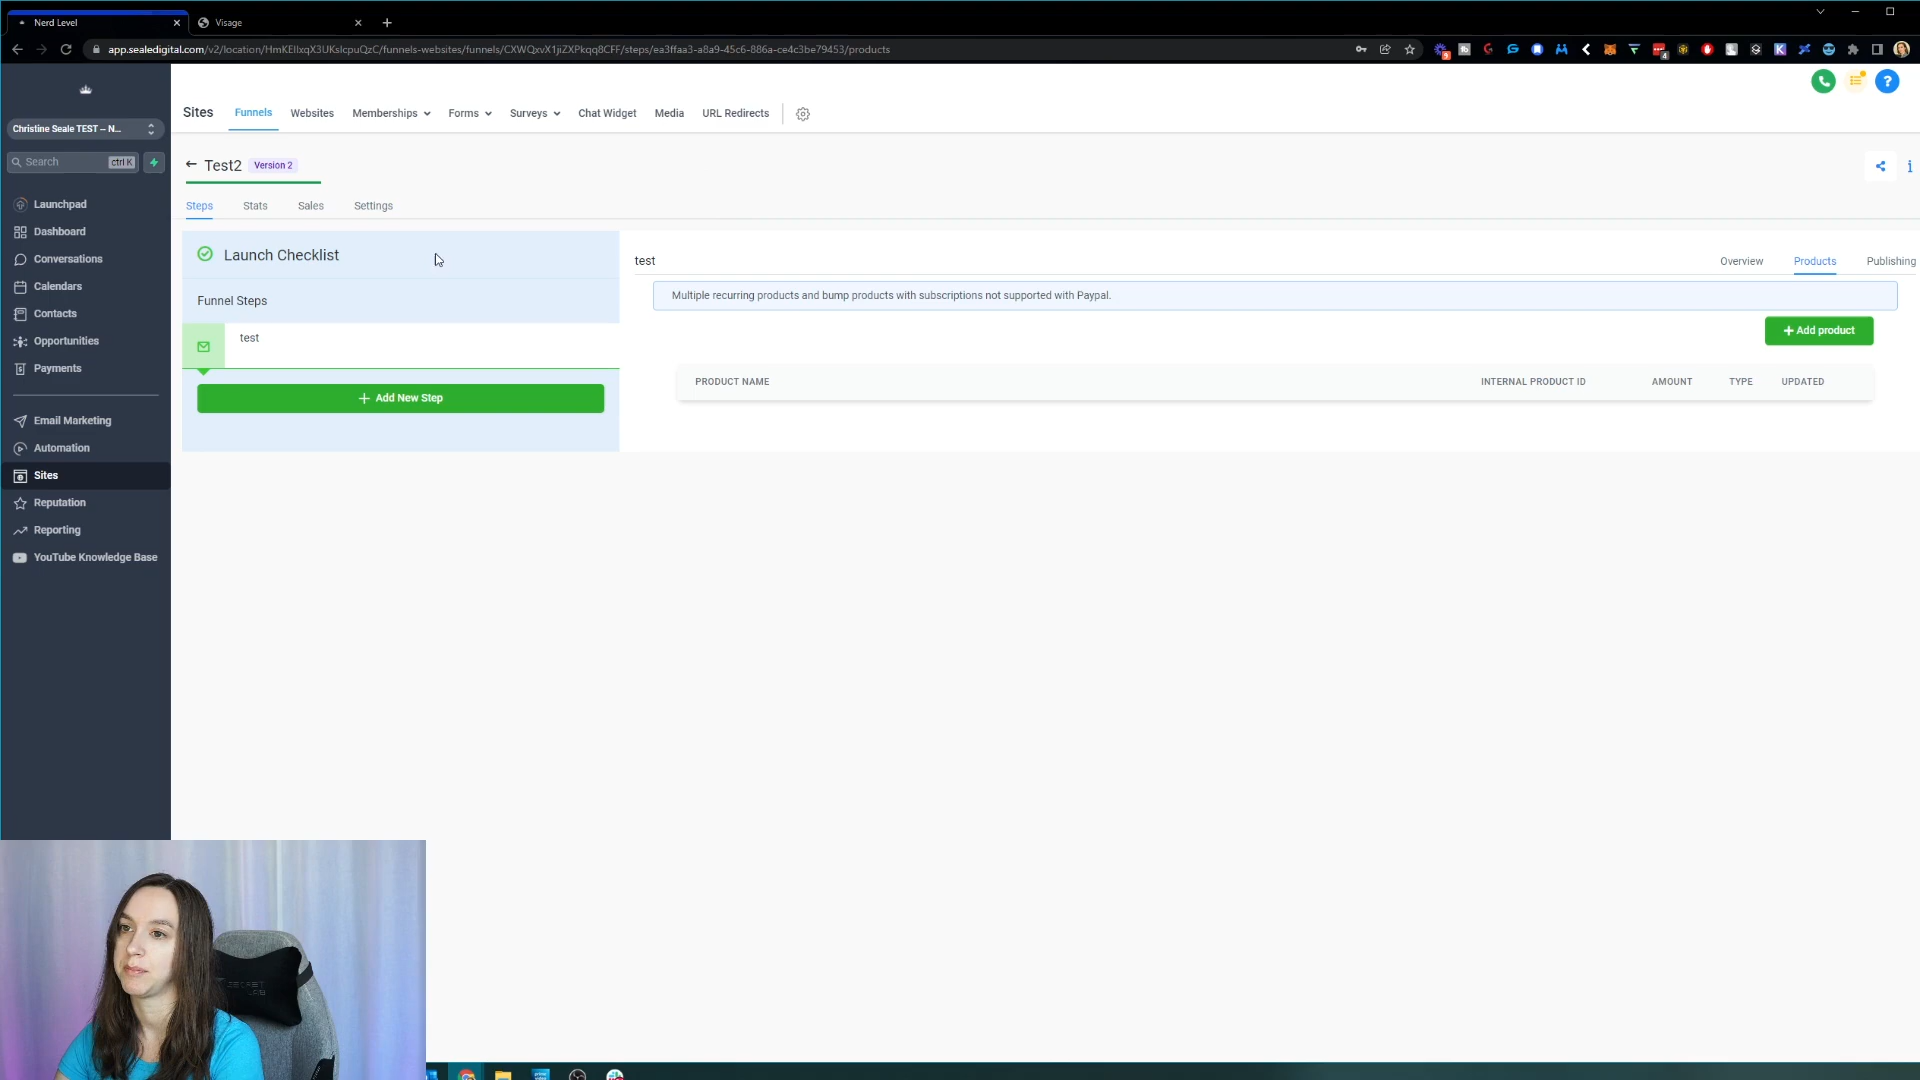 Nerd Level
Visage
app.sealedigital.com/v2/location/HmKEIlxqX3UKslcpuQzC/funnels-websites/funnels/CXWQxvX1jiZXPkqq8CFF/steps/ea3ffaa3-a8a9-45c6-886a-ce4c3be79453/products
Sites Funnels Websites Memberships Forms Surveys Chat Widget Media URL Redirects
Christine Seale TEST – N...
Search ctrl K
Launchpad
Dashboard
Conversations
Calendars
Contacts
Opportunities
Payments
Email Marketing
Automation
Sites
Reputation
Reporting
YouTube Knowledge Base
Test2 Version 2
Steps Stats Sales Settings
Launch Checklist
Funnel Steps
test
+ Add New Step
test
Overview Products Publishing
Multiple recurring products and bump products with subscriptions not supported with Paypal.
+ Add product
PRODUCT NAME INTERNAL PRODUCT ID AMOUNT TYPE UPDATED